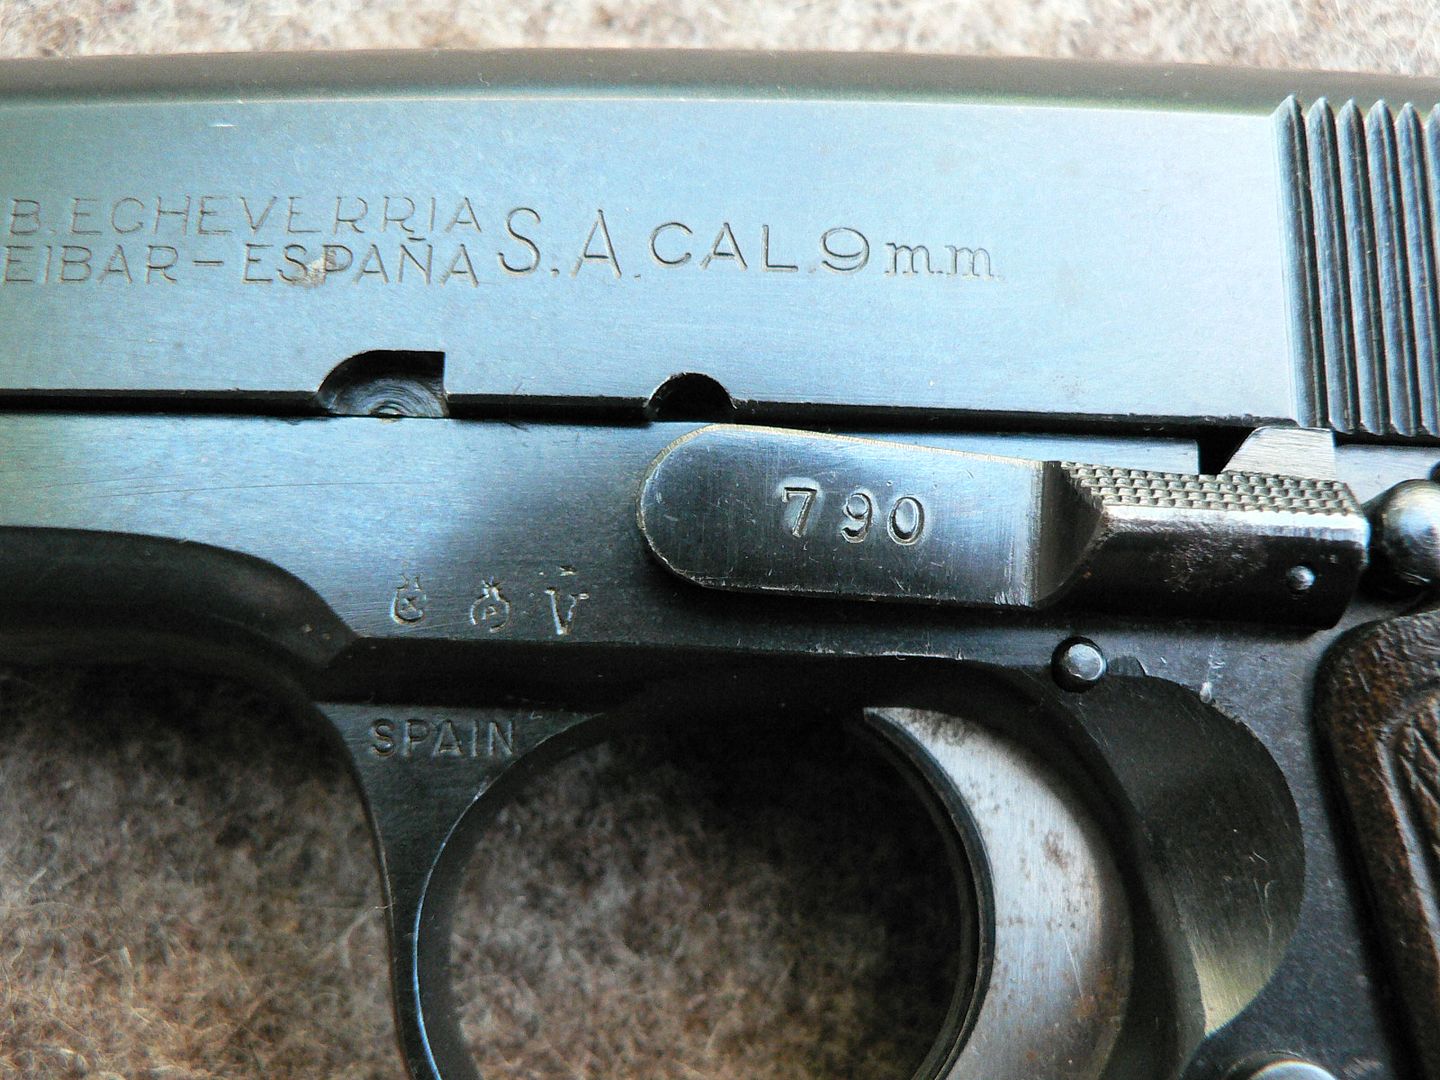 B. ECHEVERRIA
EIBAR - ESPAÑA
S.A. CAL. 9 m.m.
790
V
SPAIN